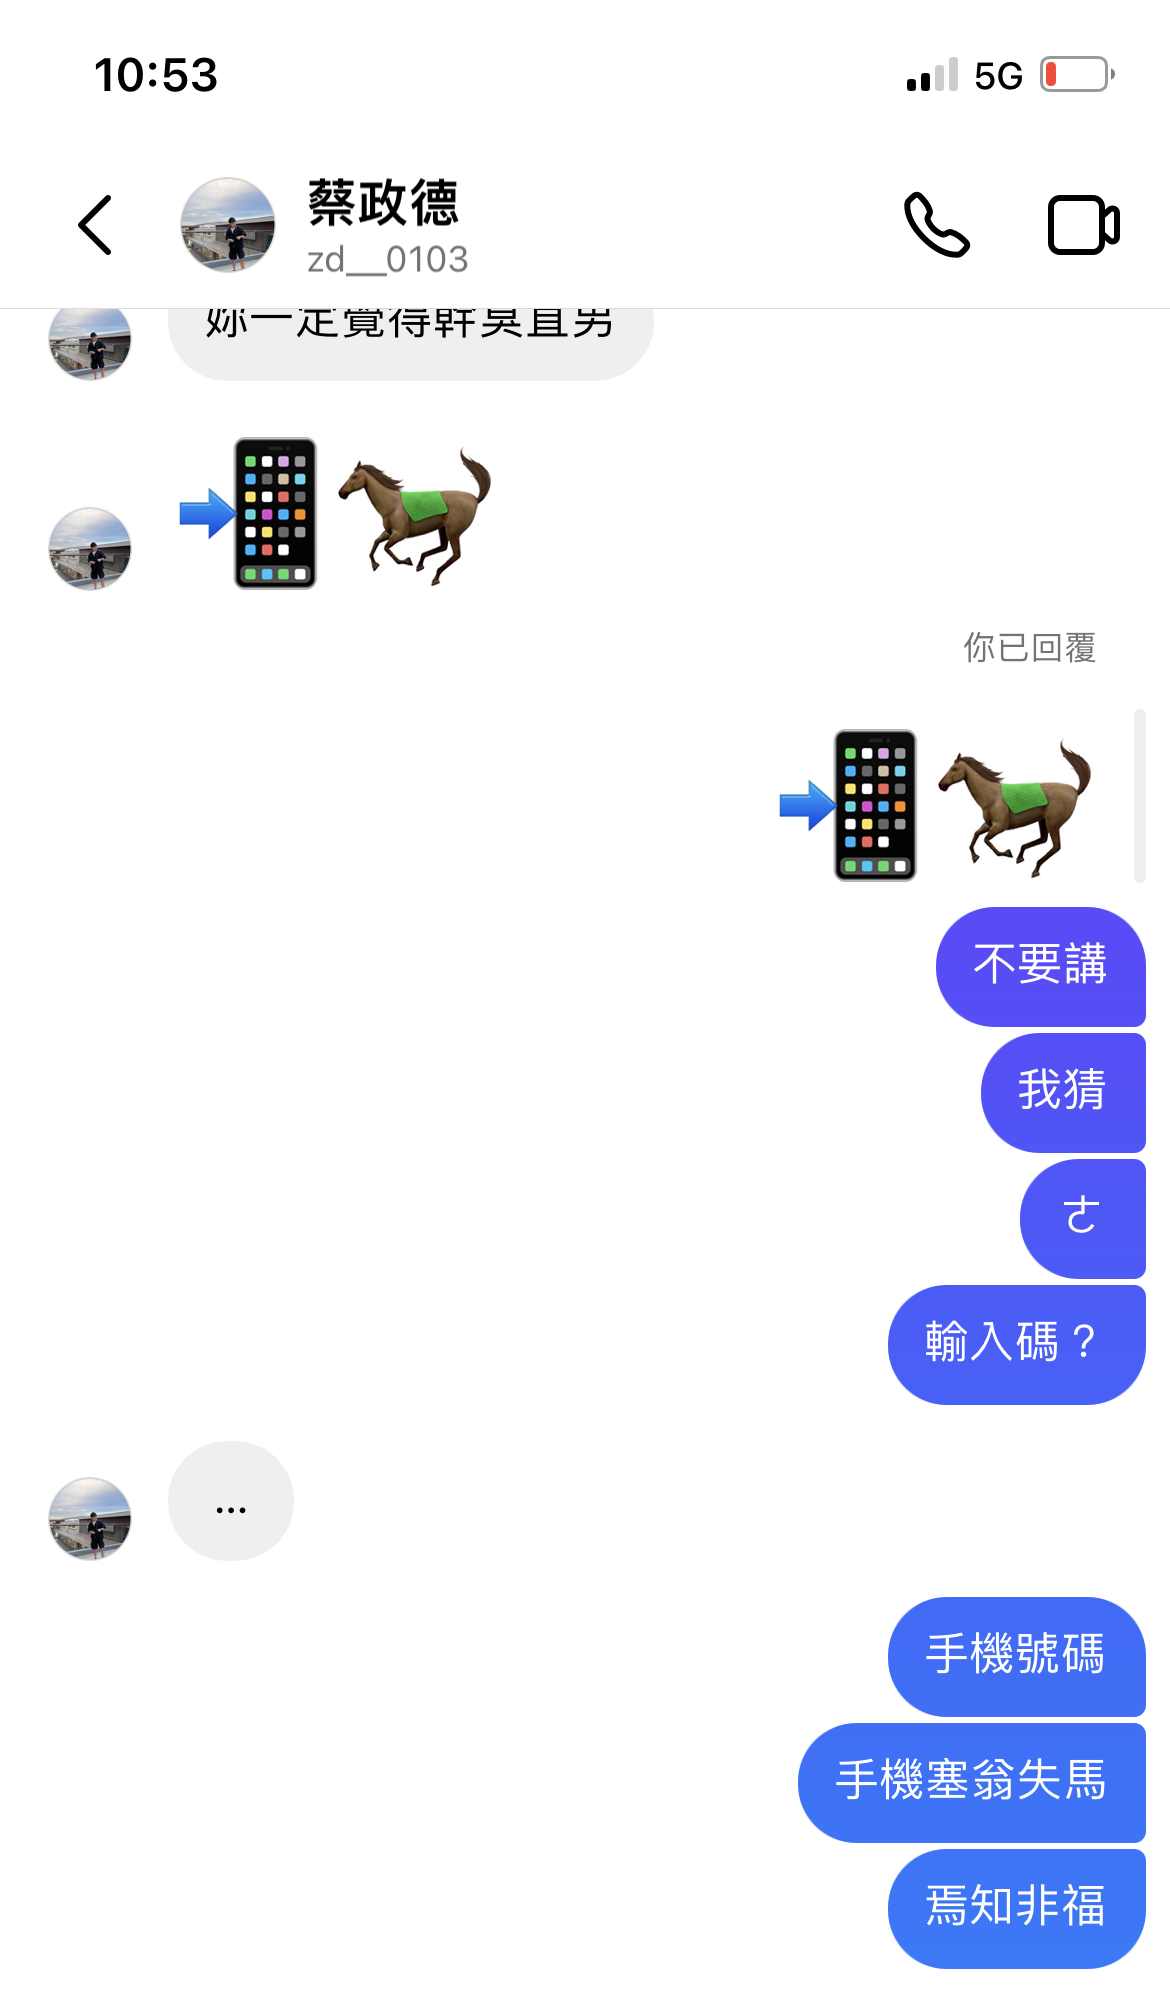 10:53
5G
蔡政德
zd__0103
妳一定覺得幹臭直男
你已回覆
不要講
我猜
ㄜ
輸入碼？
...
手機號碼
手機塞翁失馬
焉知非福